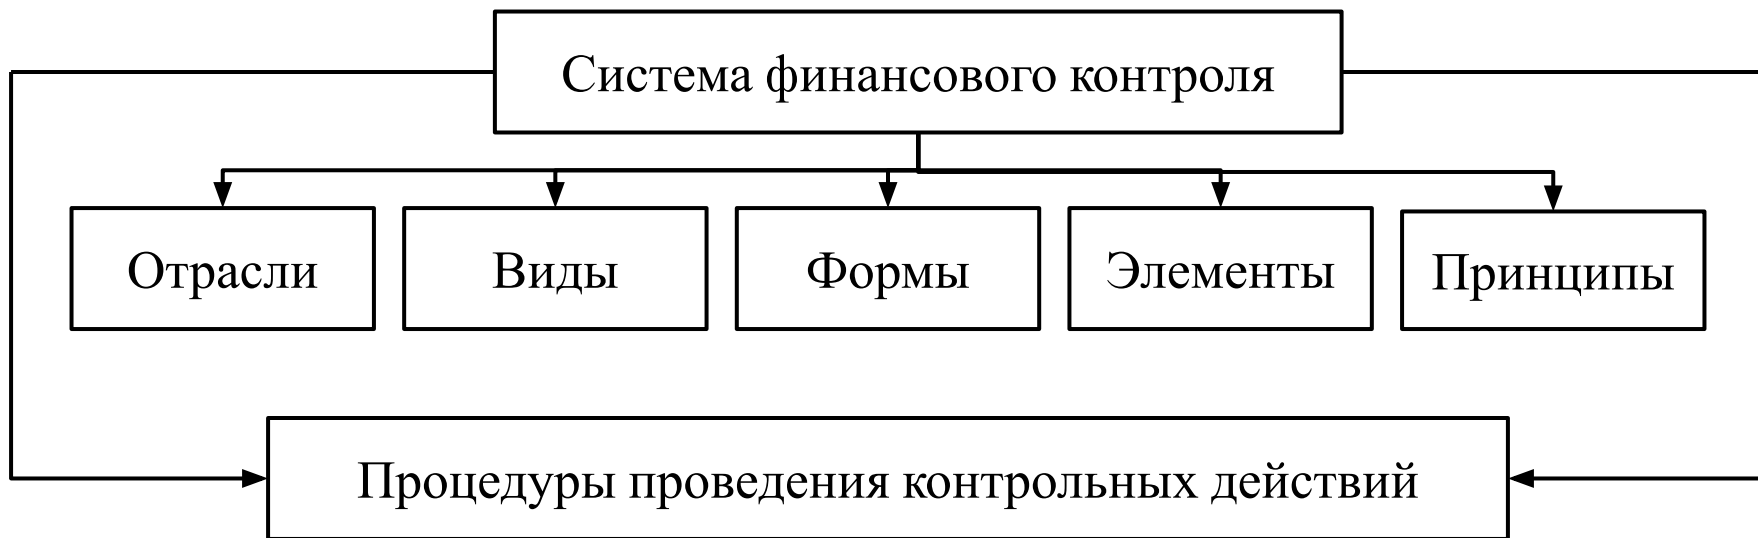 Система финансового контроля
Отрасли
Виды
Формы
Элементы
Принципы
Процедуры проведения контрольных действий